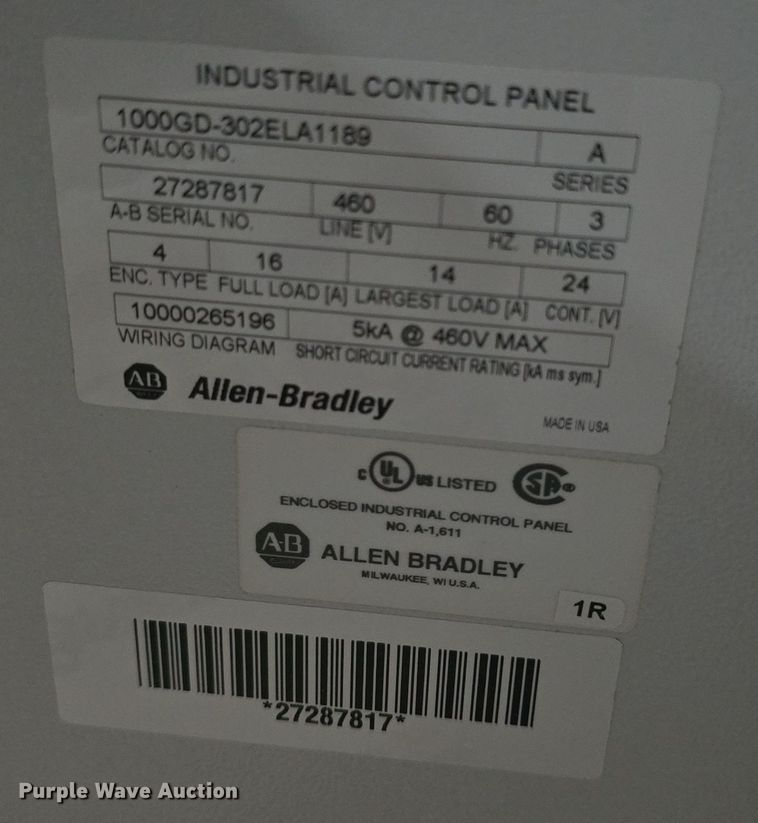 INDUSTRIAL CONTROL PANEL
1000GD-302ELA1189 A
CATALOG NO. SERIES
27287817 460 60 3
A-B SERIAL NO. LINE [V] HZ. PHASES
4 16 14 24
ENC. TYPE FULL LOAD [A] LARGEST LOAD [A] CONT. [V]
10000265196 5kA @ 460V MAX
WIRING DIAGRAM SHORT CIRCUIT CURRENT RATING [kA rms sym.]
AB Allen-Bradley
MADE IN USA
C UL US LISTED SA
ENCLOSED INDUSTRIAL CONTROL PANEL
NO. A-1,611
A-B ALLEN BRADLEY
MILWAUKEE, WI U.S.A.
1R
*27287817*
Purple Wave Auction